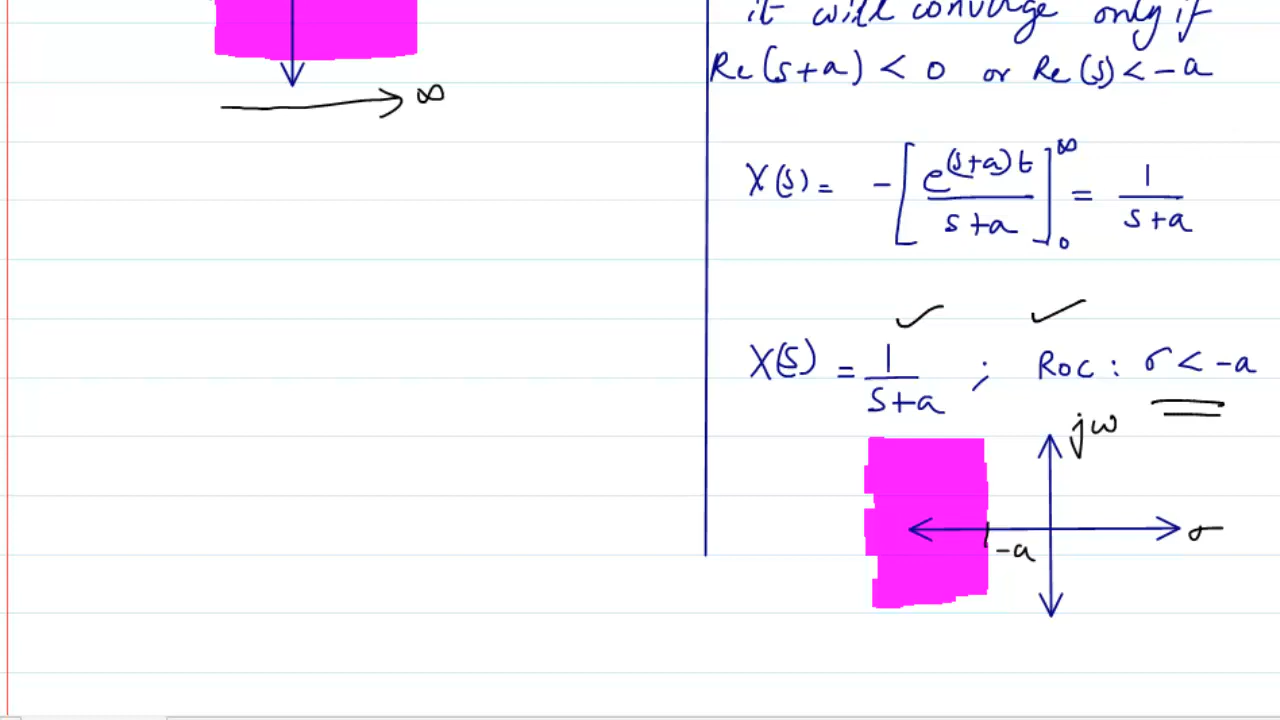 it will converge only if
Re(s+a) < 0 or Re(s) < -a
∞
X(s) = -[e^(s+a)t / s+a]_0^∞ = 1 / s+a
X(s) = 1 / s+a ; Roc : σ < -a
jω
σ
-a